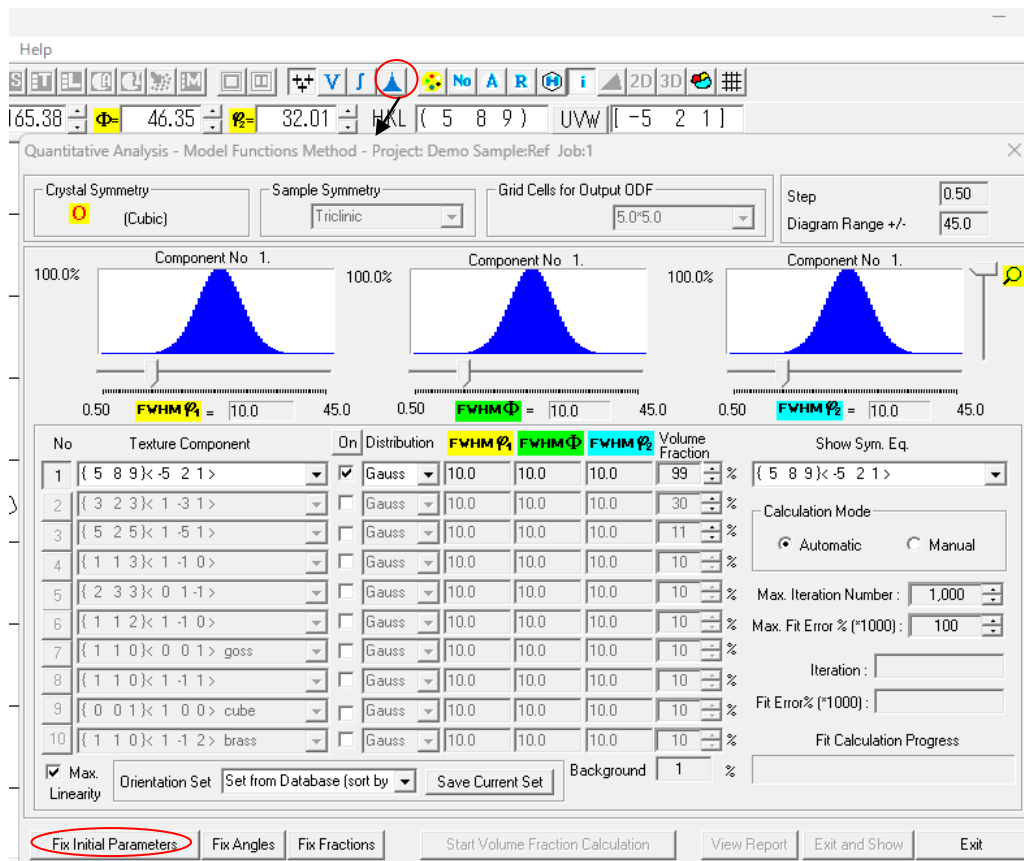 Help
No A R H i 2D 3D
165.38 Φ= 46.35 φ2= 32.01 HKL ( 5 8 9 ) UVW [ -5 2 1 ]
Quantitative Analysis - Model Functions Method - Project: Demo Sample:Ref Job:1
Crystal Symmetry
O (Cubic)
Sample Symmetry
Triclinic
Grid Cells for Output ODF
5.0*5.0
Step 0.50
Diagram Range +/- 45.0
Component No 1. Component No 1. Component No 1.
100.0% 100.0% 100.0%
0.50 FWHM φ1 = 10.0 45.0 0.50 FWHM Φ = 10.0 45.0 0.50 FWHM φ2 = 10.0 45.0
No Texture Component On Distribution FWHM φ1 FWHM Φ FWHM φ2 Volume Fraction Show Sym. Eq.
1 { 5 8 9}<-5 2 1> Gauss 10.0 10.0 10.0 99 % { 5 8 9}<-5 2 1>
2 { 3 2 3}< 1 -3 1> Gauss 10.0 10.0 10.0 30 %
3 { 5 2 5}< 1 -5 1> Gauss 10.0 10.0 10.0 11 %
4 { 1 1 3}< 1 -1 0> Gauss 10.0 10.0 10.0 10 %
5 { 2 3 3}< 0 1 -1> Gauss 10.0 10.0 10.0 10 %
6 { 1 1 2}< 1 -1 0> Gauss 10.0 10.0 10.0 10 %
7 { 1 1 0}< 0 0 1> goss Gauss 10.0 10.0 10.0 10 %
8 { 1 1 0}< 1 -1 1> Gauss 10.0 10.0 10.0 10 %
9 { 0 0 1}< 1 0 0> cube Gauss 10.0 10.0 10.0 10 %
10 { 1 1 0}< 1 -1 2> brass Gauss 10.0 10.0 10.0 10 %
Calculation Mode
Automatic Manual
Max. Iteration Number : 1,000
Max. Fit Error % (*1000) : 100
Iteration :
Fit Error% (*1000) :
Fit Calculation Progress
Max. Linearity
Orientation Set Set from Database (sort by Save Current Set
Background 1 %
Fix Initial Parameters Fix Angles Fix Fractions Start Volume Fraction Calculation View Report Exit and Show Exit